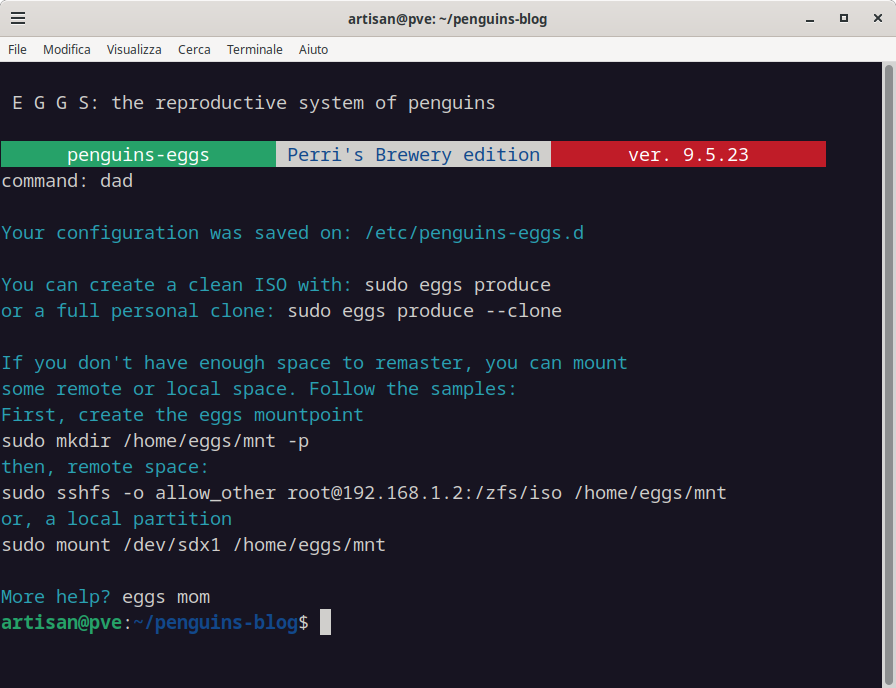 artisan@pve: ~/penguins-blog
File Modifica Visualizza Cerca Terminale Aiuto
E G G S: the reproductive system of penguins
penguins-eggs Perri's Brewery edition ver. 9.5.23
command: dad
Your configuration was saved on: /etc/penguins-eggs.d
You can create a clean ISO with: sudo eggs produce
or a full personal clone: sudo eggs produce --clone
If you don't have enough space to remaster, you can mount
some remote or local space. Follow the samples:
First, create the eggs mountpoint
sudo mkdir /home/eggs/mnt -p
then, remote space:
sudo sshfs -o allow_other root@192.168.1.2:/zfs/iso /home/eggs/mnt
or, a local partition
sudo mount /dev/sdx1 /home/eggs/mnt
More help? eggs mom
artisan@pve:~/penguins-blog$